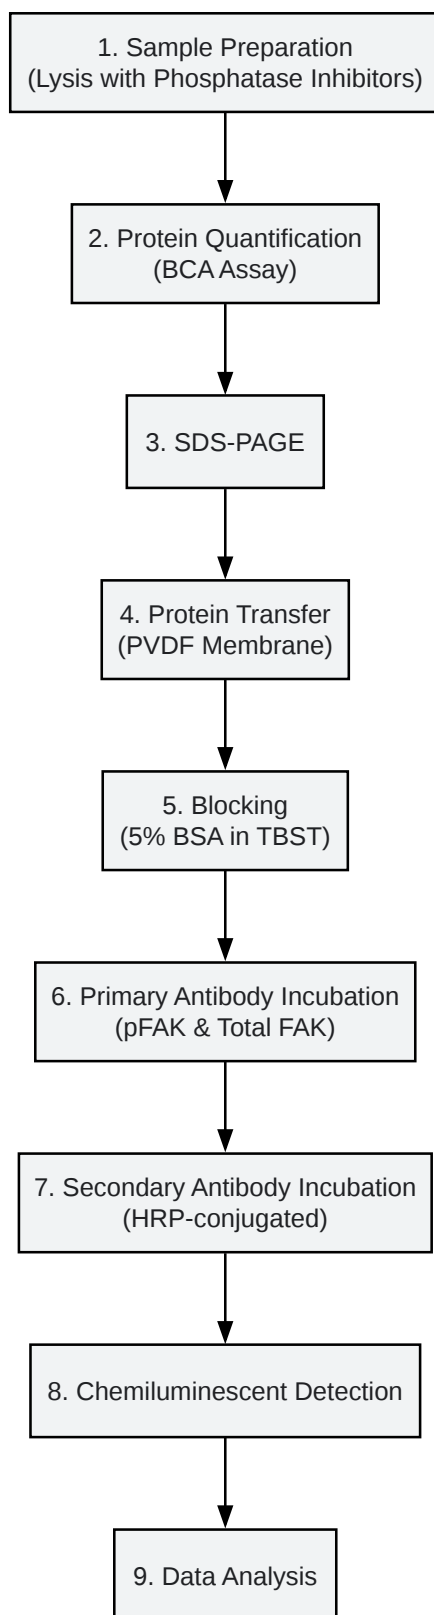 1. Sample Preparation
(Lysis with Phosphatase Inhibitors)
2. Protein Quantification
(BCA Assay)
3. SDS-PAGE
4. Protein Transfer
(PVDF Membrane)
5. Blocking
(5% BSA in TBST)
6. Primary Antibody Incubation
(pFAK & Total FAK)
7. Secondary Antibody Incubation
(HRP-conjugated)
8. Chemiluminescent Detection
9. Data Analysis